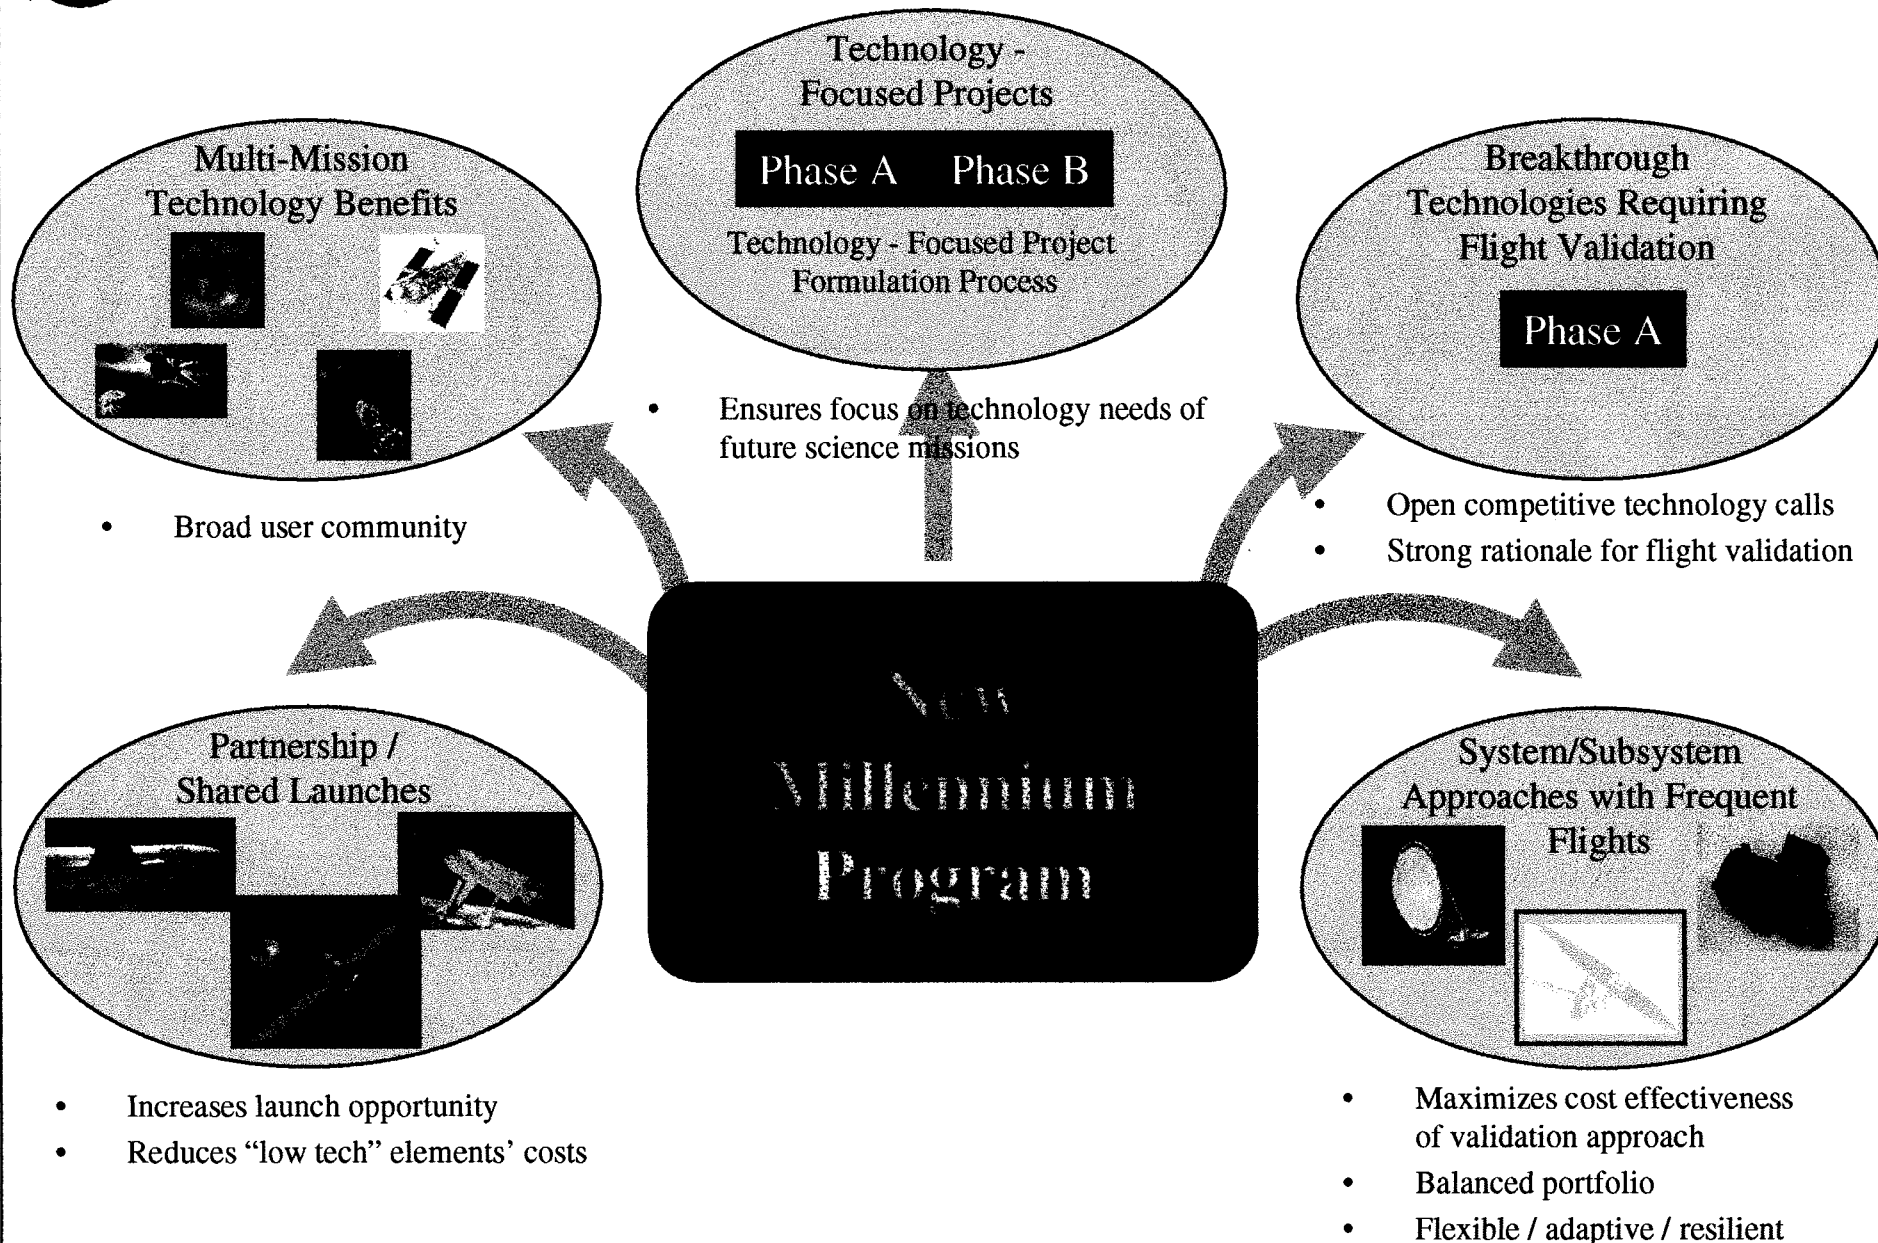 Technology -
Focused Projects
Phase A Phase B
Technology - Focused Project
Formulation Process
• Ensures focus on technology needs of
future science missions
Multi-Mission
Technology Benefits
• Broad user community
Breakthrough
Technologies Requiring
Flight Validation
Phase A
• Open competitive technology calls
• Strong rationale for flight validation
New
Millennium
Program
Partnership /
Shared Launches
• Increases launch opportunity
• Reduces “low tech” elements’ costs
System/Subsystem
Approaches with Frequent
Flights
• Maximizes cost effectiveness
of validation approach
• Balanced portfolio
• Flexible / adaptive / resilient